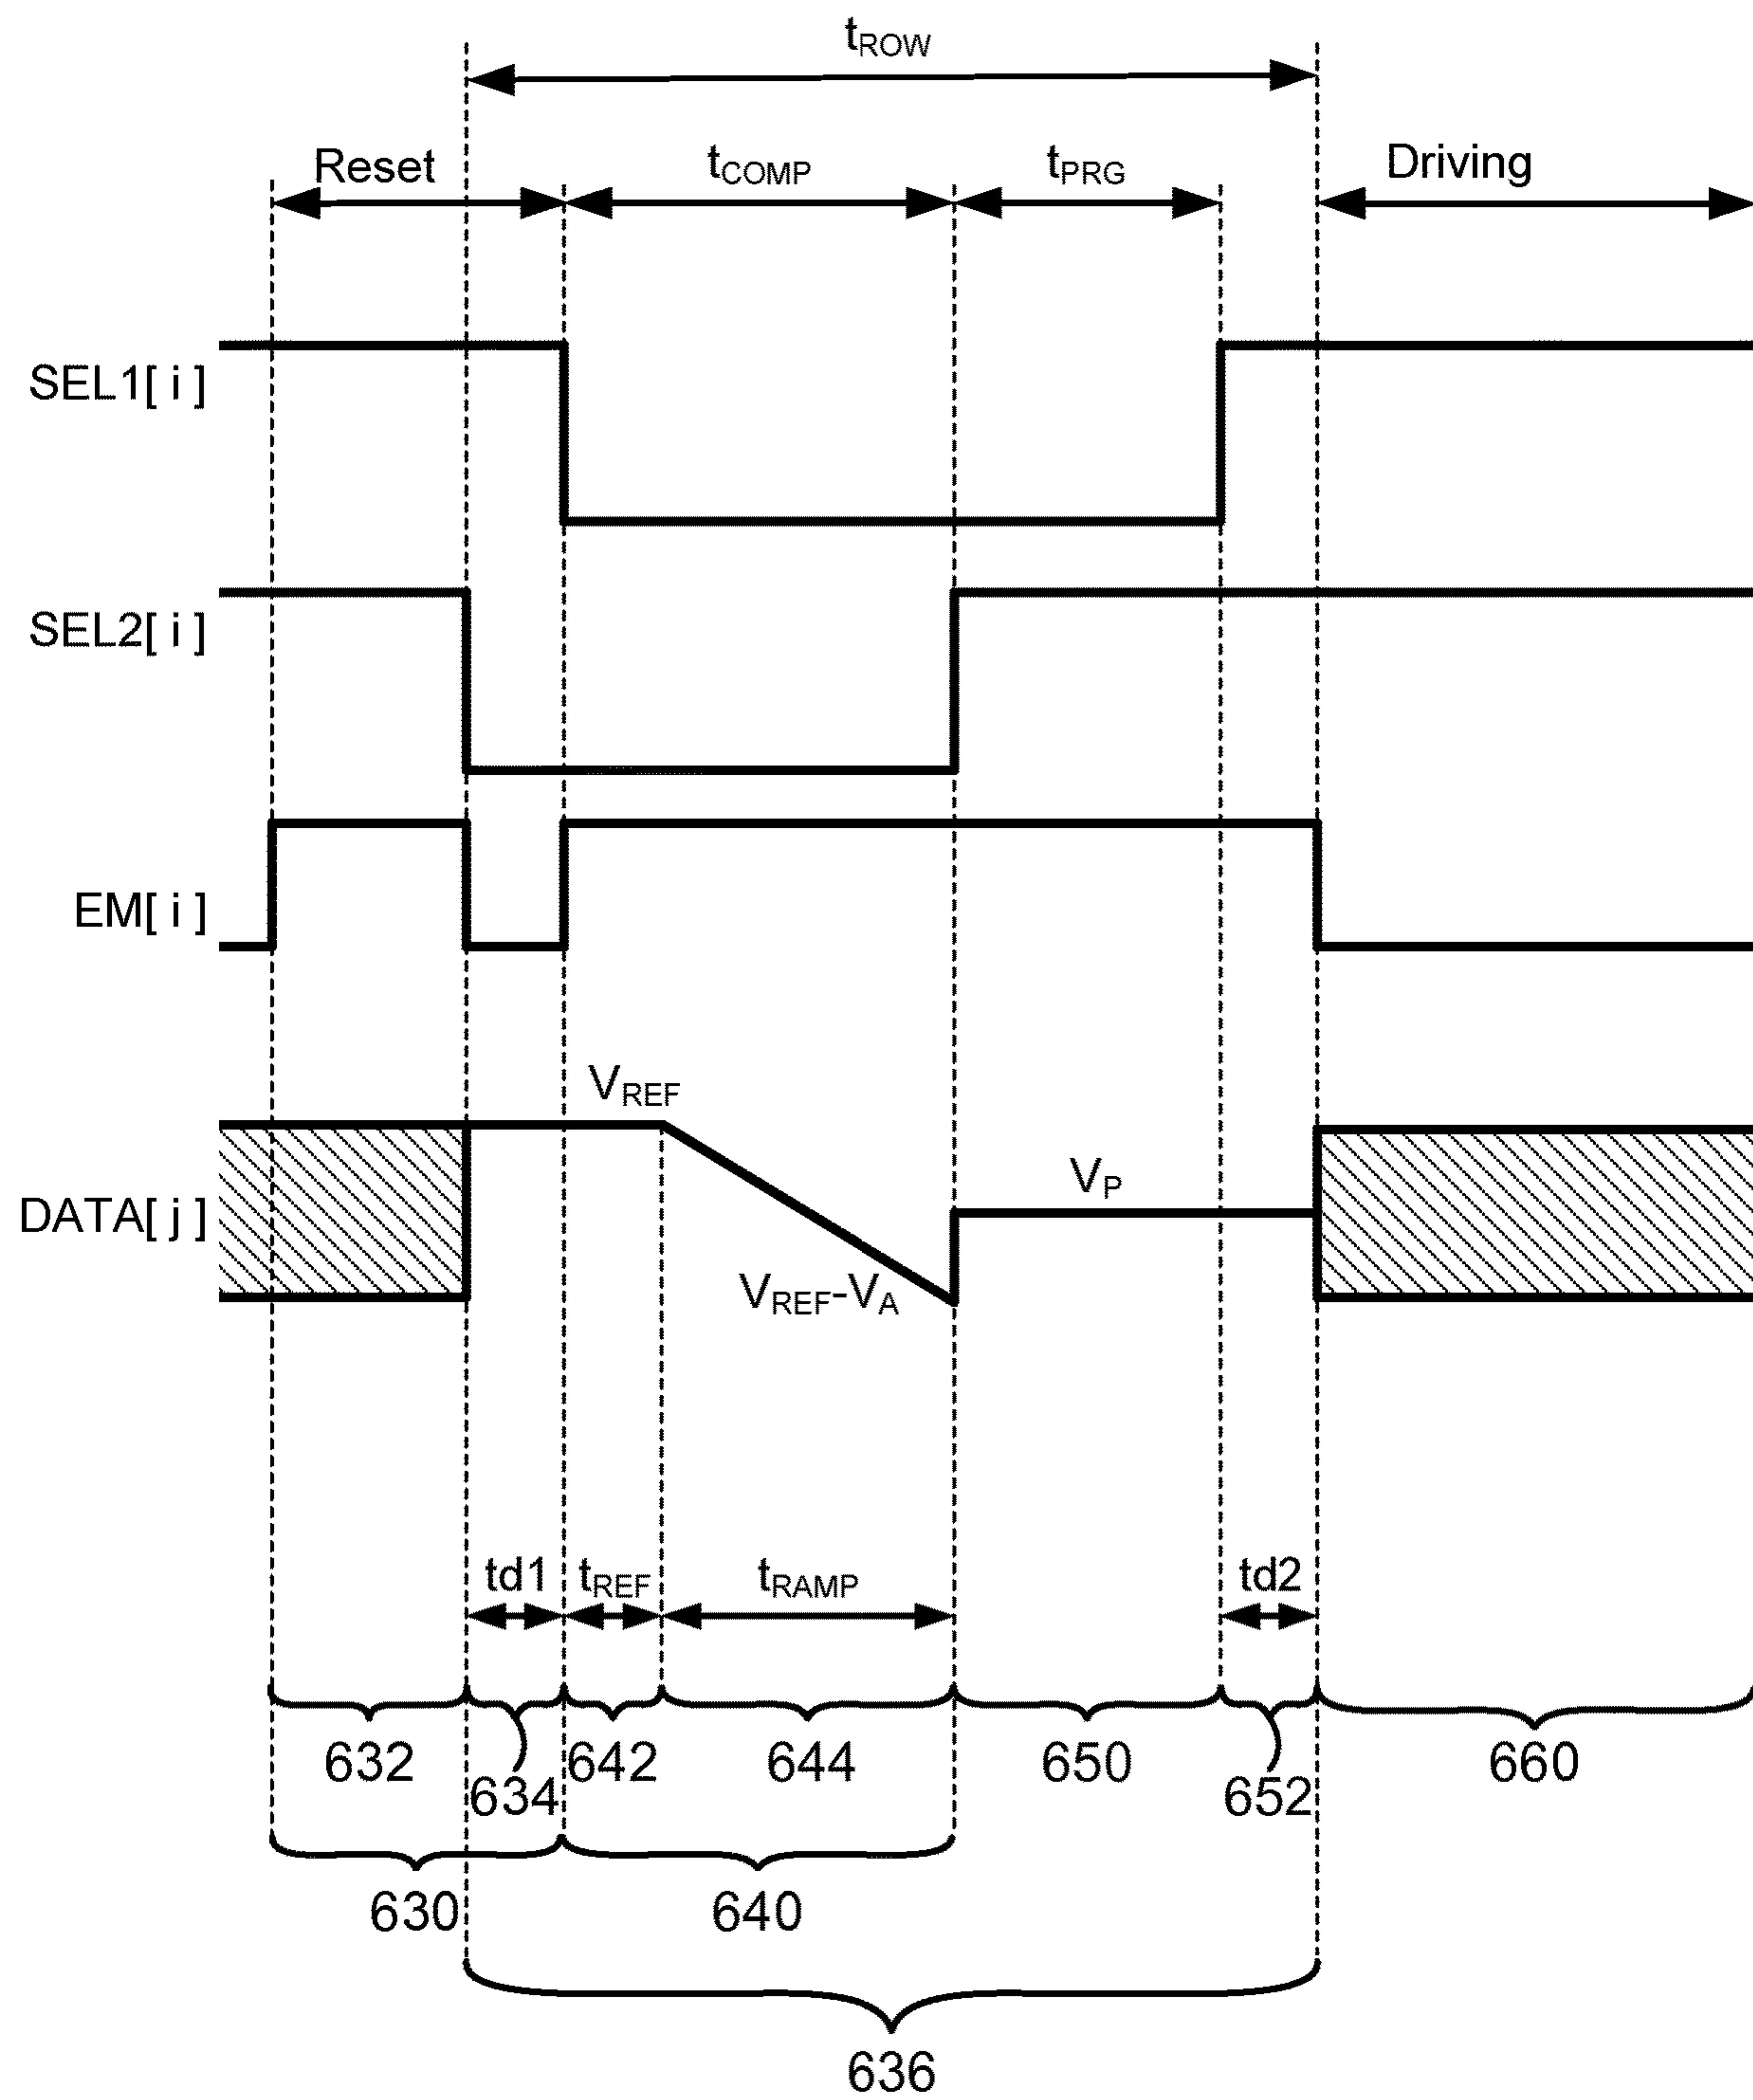 tROW
Reset tCOMP tPRG Driving
SEL1[ i ]
SEL2[ i ]
EM[ i ]
VREF
VP
DATA[ j ]
VREF-VA
td1 tREF tRAMP td2
632 642 644 650 660
634 652
630 640
636